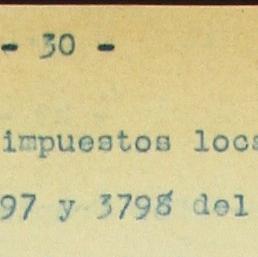 - 30 -
impuestos loc
97 y 3798 del